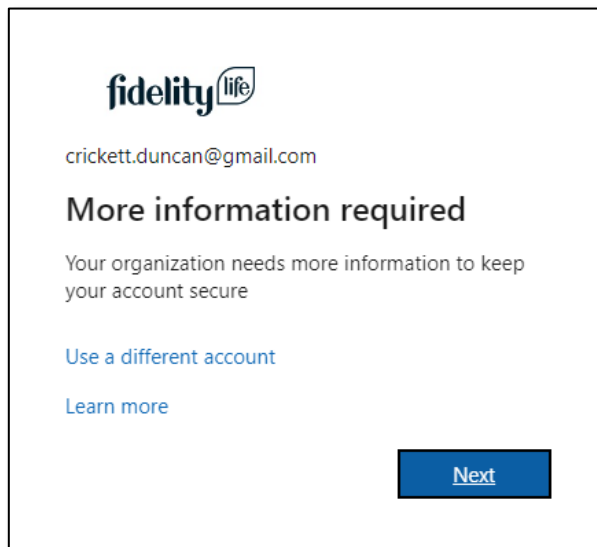 fidelity life
crickett.duncan@gmail.com
More information required
Your organization needs more information to keep
your account secure
Use a different account
Learn more
Next